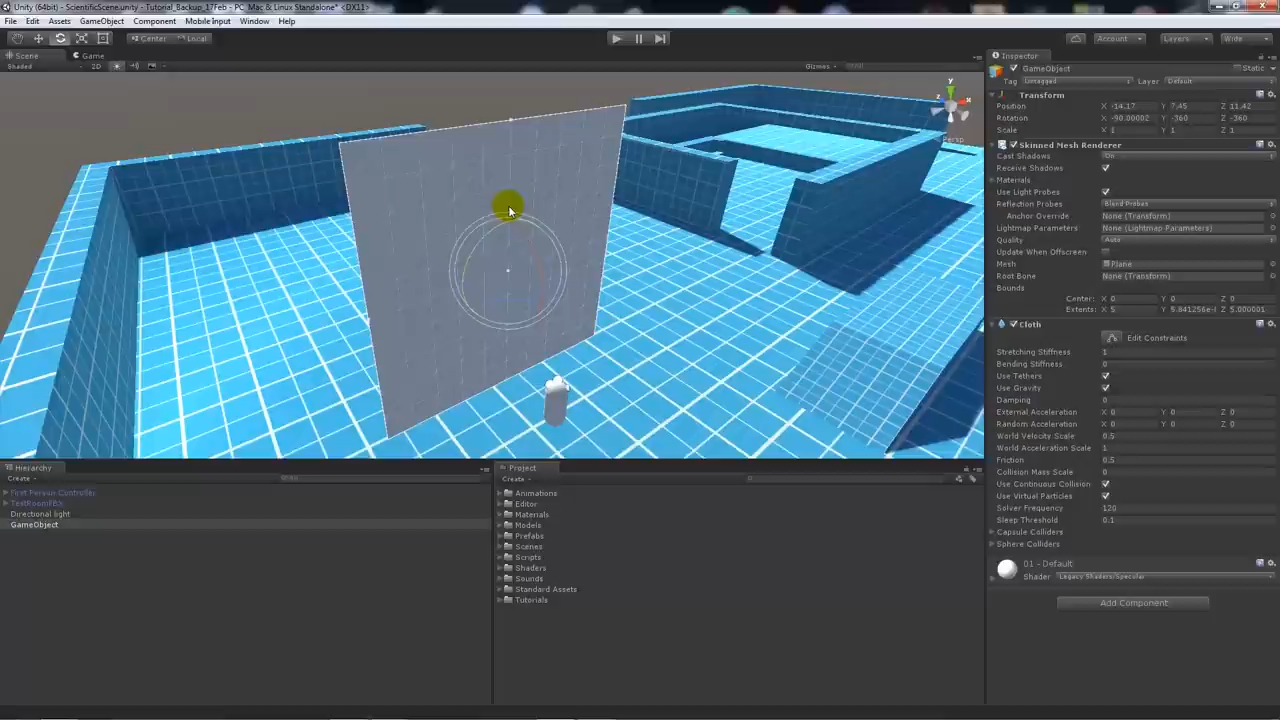 Unity (64bit) - ScientificScene.unity - Tutorial_Backup_17Feb - PC, Mac & Linux Standalone* <DX11>
File Edit Assets GameObject Component Mobile Input Window Help
Center Local Account Layers Wide
Scene Game
Shaded 2D Gizmos
y
x
z
Persp
Inspector
GameObject Static
Tag Untagged Layer Default
Transform
Position X -14.17 Y 7.45 Z 11.42
Rotation X -90.00002 Y -360 Z -360
Scale X 1 Y 1 Z 1
Skinned Mesh Renderer
Cast Shadows On
Receive Shadows
Materials
Use Light Probes
Reflection Probes Blend Probes
Anchor Override None (Transform)
Lightmap Parameters None (Lightmap Parameters)
Quality Auto
Update When Offscreen
Mesh Plane
Root Bone None (Transform)
Bounds
Center: X 0 Y 0 Z 0
Extents: X 5 Y 5.841256e-( Z 5.000001
Cloth
Edit Constraints
Stretching Stiffness 1
Bending Stiffness 0
Use Tethers
Use Gravity
Damping 0
External Acceleration X 0 Y 0 Z 0
Random Acceleration X 0 Y 0 Z 0
World Velocity Scale 0.5
World Acceleration Scale 1
Friction 0.5
Collision Mass Scale 0
Use Continuous Collision
Use Virtual Particles
Solver Frequency 120
Sleep Threshold 0.1
Capsule Colliders
Sphere Colliders
01 - Default
Shader Legacy Shaders/Specular
Add Component
Hierarchy
Create
First Person Controller
Directional light
GameObject
Project
Create
Animations
Editor
Materials
Models
Prefabs
Scenes
Scripts
Shaders
Sounds
Standard Assets
Tutorials